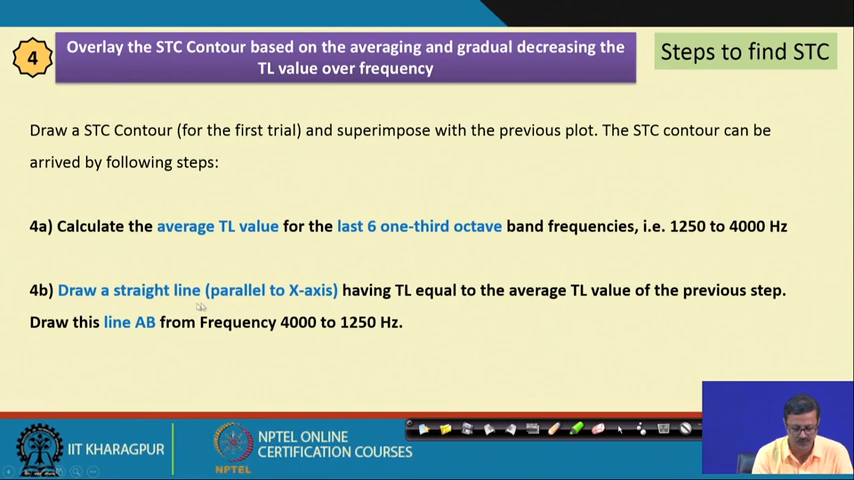 4
Overlay the STC Contour based on the averaging and gradual decreasing the
TL value over frequency
Steps to find STC
Draw a STC Contour (for the first trial) and superimpose with the previous plot. The STC contour can be
arrived by following steps:
4a) Calculate the average TL value for the last 6 one-third octave band frequencies, i.e. 1250 to 4000 Hz
4b) Draw a straight line (parallel to X-axis) having TL equal to the average TL value of the previous step.
Draw this line AB from Frequency 4000 to 1250 Hz.
IIT KHARAGPUR
NPTEL
NPTEL ONLINE
CERTIFICATION COURSES